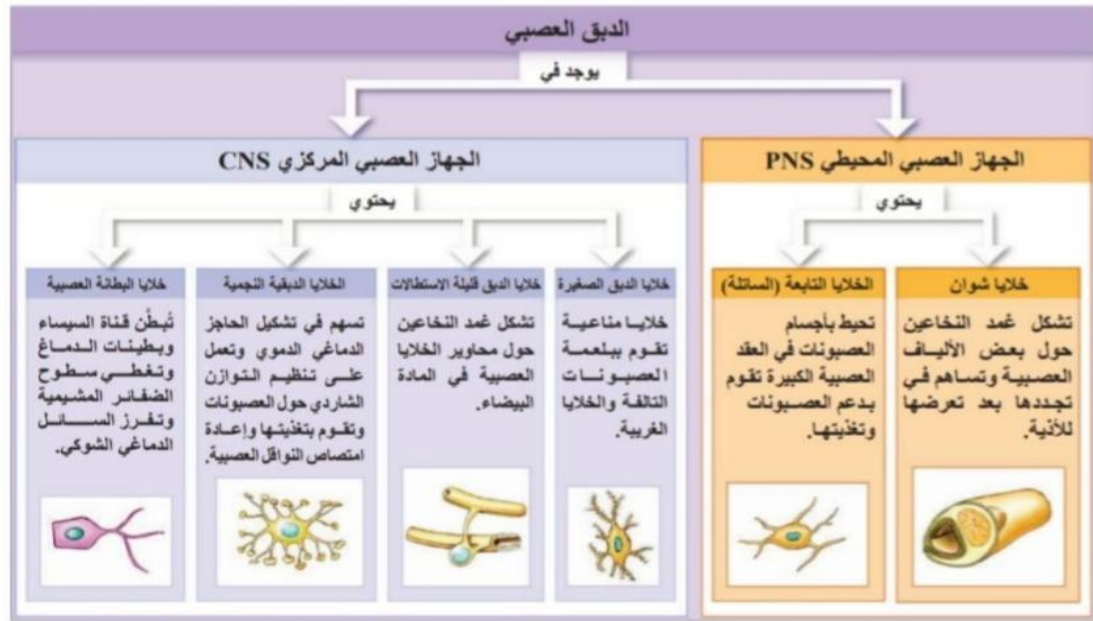 الدبق العصبي
يوجد في
الجهاز العصبي المحيطي PNS
يحتوي
خلايا شوان
تشكل غمد النخاعين
حول بعض الألياف
العصبية وتساهم في
تجددها بعد تعرضها
للأذية.
الخلايا التابعة (الساتلة)
تحيط بأجسام
العصبونات في العقد
العصبية الكبيرة تقوم
بدعم العصبونات
وتغذيتها.
الجهاز العصبي المركزي CNS
يحتوي
خلايا الدبق الصغيرة
خلايا مناعية
تقوم ببلعمة
العصبونات
التالفة والخلايا
الغريبة.
خلايا الدبق قليلة الاستطالات
تشكل غمد النخاعين
حول محاوير الخلايا
العصبية في المادة
البيضاء.
الخلايا الدبقية النجمية
تسهم في تشكيل الحاجز
الدماغي الدموي وتعمل
على تنظيم التوازن
الشاردي حول العصبونات
وتقوم بتغذيتها وإعادة
امتصاص النواقل العصبية.
خلايا البطانة العصبية
تُبطّن قناة السيساء
وبطينات الدماغ
وتغطي سطوح
الضفائر المشيمية
وتفرز السائل
الدماغي الشوكي.